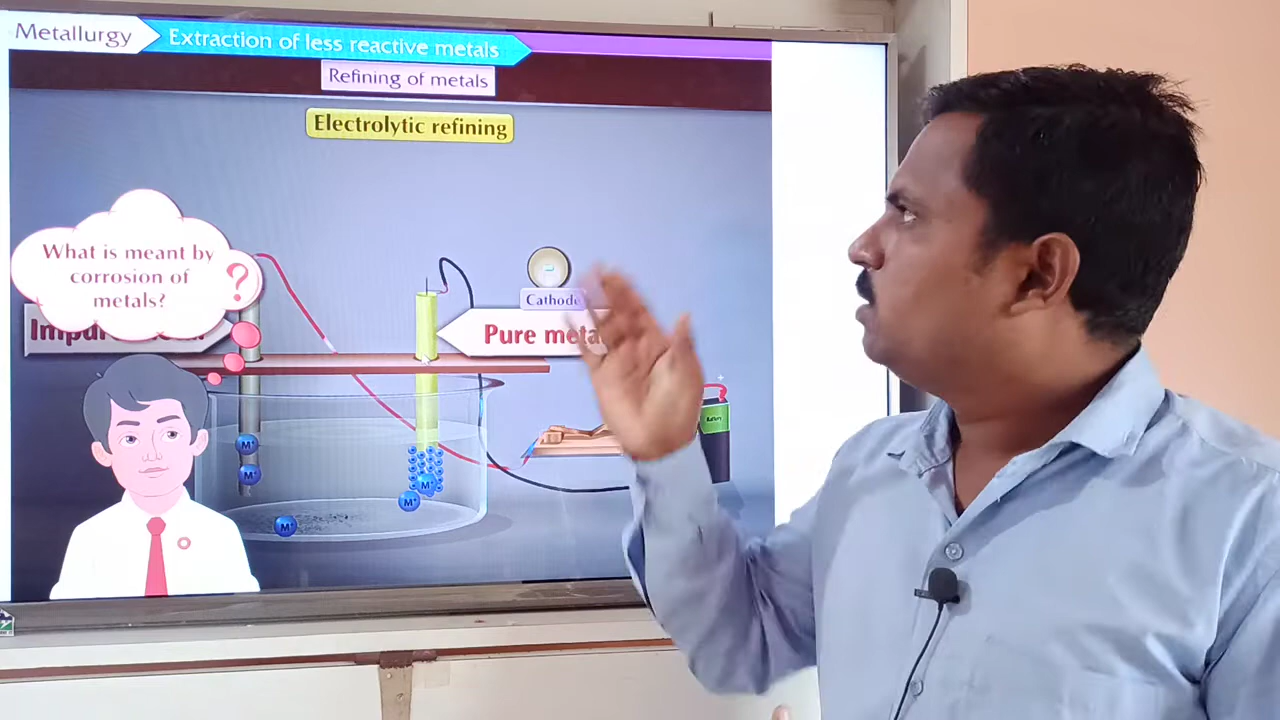 Metallurgy
Extraction of less reactive metals
Refining of metals
Electrolytic refining
What is meant by
corrosion of
metals?
?
Cathode
Pure meta
+
Battery
M+
M+
M+
M+
M+